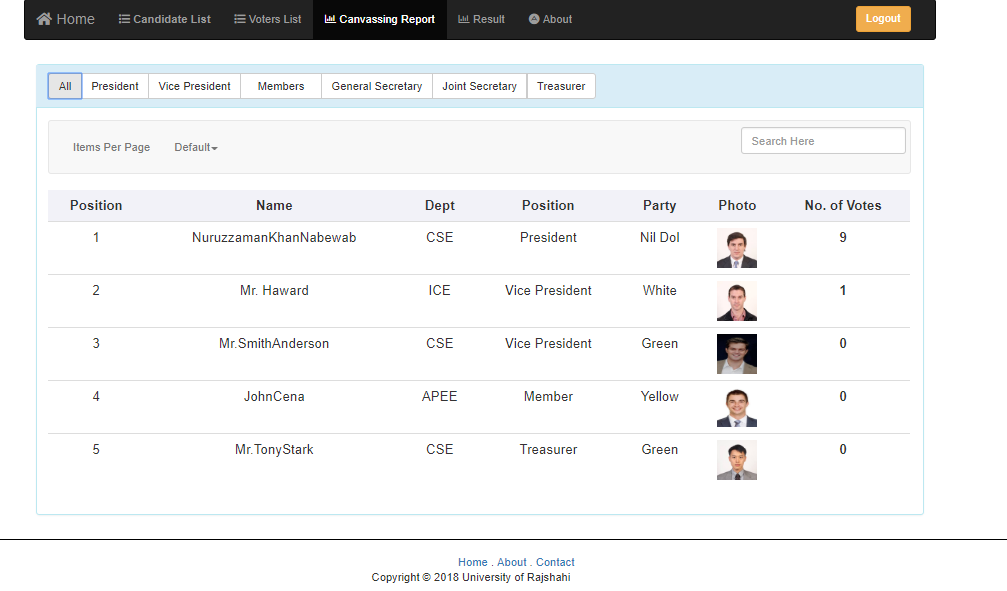 Home Candidate List Voters List Canvassing Report Result About Logout
All President Vice President Members General Secretary Joint Secretary Treasurer
Items Per Page Default Search Here
Position Name Dept Position Party Photo No. of Votes
1 NuruzzamanKhanNabewab CSE President Nil Dol 9
2 Mr. Haward ICE Vice President White 1
3 Mr.SmithAnderson CSE Vice President Green 0
4 JohnCena APEE Member Yellow 0
5 Mr.TonyStark CSE Treasurer Green 0
Home . About . Contact
Copyright © 2018 University of Rajshahi